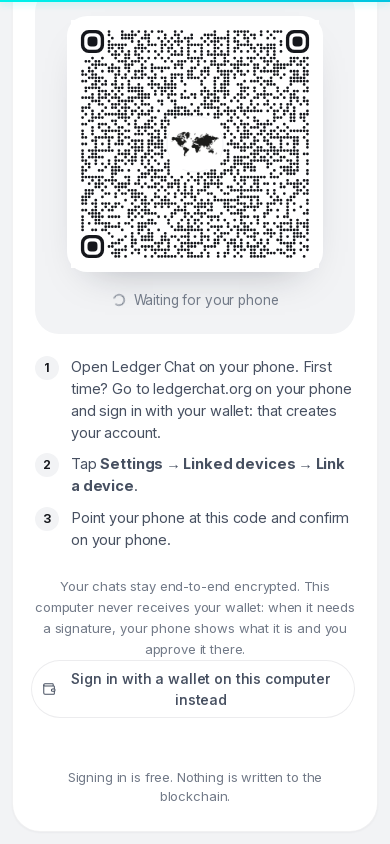 Waiting for your phone
1 Open Ledger Chat on your phone. First
time? Go to ledgerchat.org on your phone
and sign in with your wallet: that creates
your account.
2 Tap Settings → Linked devices → Link
a device.
3 Point your phone at this code and confirm
on your phone.
Your chats stay end-to-end encrypted. This
computer never receives your wallet: when it needs
a signature, your phone shows what it is and you
approve it there.
Sign in with a wallet on this computer
instead
Signing in is free. Nothing is written to the
blockchain.